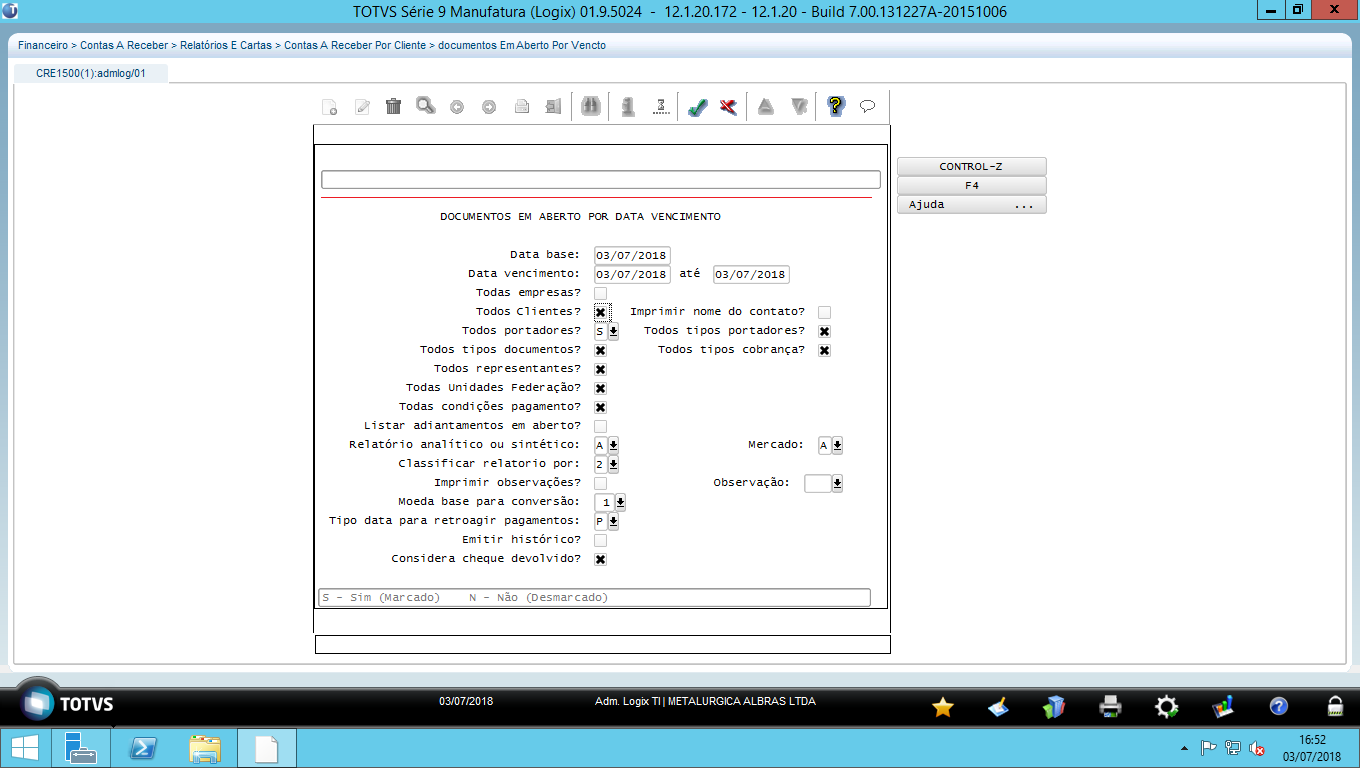 TOTVS Série 9 Manufatura (Logix) 01.9.5024 - 12.1.20.172 - 12.1.20 - Build 7.00.131227A-20151006
Financeiro > Contas A Receber > Relatórios E Cartas > Contas A Receber Por Cliente > documentos Em Aberto Por Vencto
CRE1500(1):admlog/01
CONTROL-Z
F4
Ajuda ...
DOCUMENTOS EM ABERTO POR DATA VENCIMENTO
Data base: 03/07/2018
Data vencimento: 03/07/2018 até 03/07/2018
Todas empresas?
Todos Clientes? Imprimir nome do contato?
Todos portadores? S Todos tipos portadores?
Todos tipos documentos? Todos tipos cobrança?
Todos representantes?
Todas Unidades Federação?
Todas condições pagamento?
Listar adiantamentos em aberto?
Relatório analítico ou sintético: A Mercado: A
Classificar relatorio por: 2
Imprimir observações? Observação:
Moeda base para conversão: 1
Tipo data para retroagir pagamentos: P
Emitir histórico?
Considera cheque devolvido?
S - Sim (Marcado) N - Não (Desmarcado)
TOTVS 03/07/2018 Adm. Logix TI | METALURGICA ALBRAS LTDA
16:52
03/07/2018